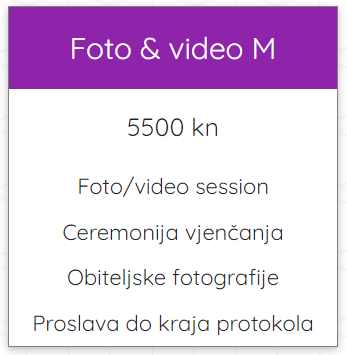 Foto & video M
5500 kn
Foto/video session
Ceremonija vjenčanja
Obiteljske fotografije
Proslava do kraja protokola